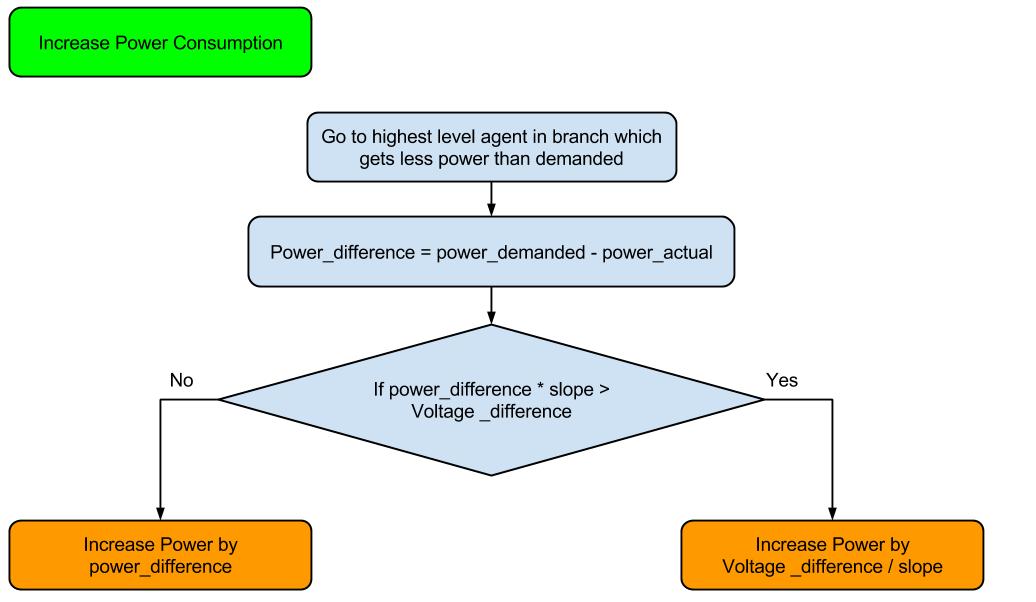 Increase Power Consumption
Go to highest level agent in branch which
gets less power than demanded
Power_difference = power_demanded - power_actual
If power_difference * slope >
Voltage _difference
No
Yes
Increase Power by
power_difference
Increase Power by
Voltage _difference / slope